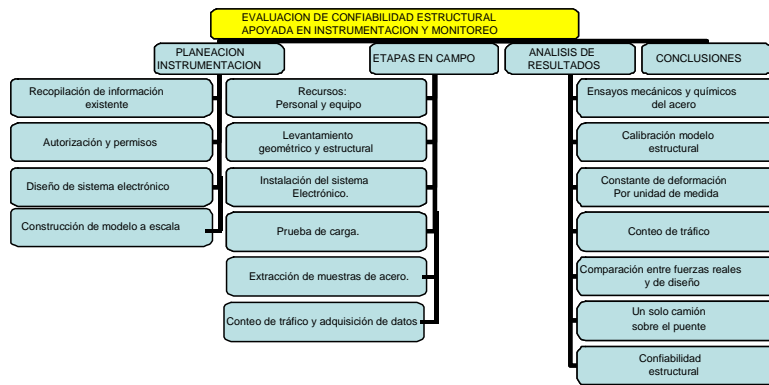 EVALUACION DE CONFIABILIDAD ESTRUCTURAL
APOYADA EN INSTRUMENTACION Y MONITOREO
PLANEACION
INSTRUMENTACION
Recopilación de información
existente
Autorización y permisos
Diseño de sistema electrónico
Construcción de modelo a escala
ETAPAS EN CAMPO
Recursos:
Personal y equipo
Levantamiento
geométrico y estructural
Instalación del sistema
Electrónico.
Prueba de carga.
Extracción de muestras de acero.
Conteo de tráfico y adquisición de datos
ANALISIS DE
RESULTADOS
Ensayos mecánicos y químicos
del acero
Calibración modelo
estructural
Constante de deformación
Por unidad de medida
Conteo de tráfico
Comparación entre fuerzas reales
y de diseño
Un solo camión
sobre el puente
Confiabilidad
estructural
CONCLUSIONES